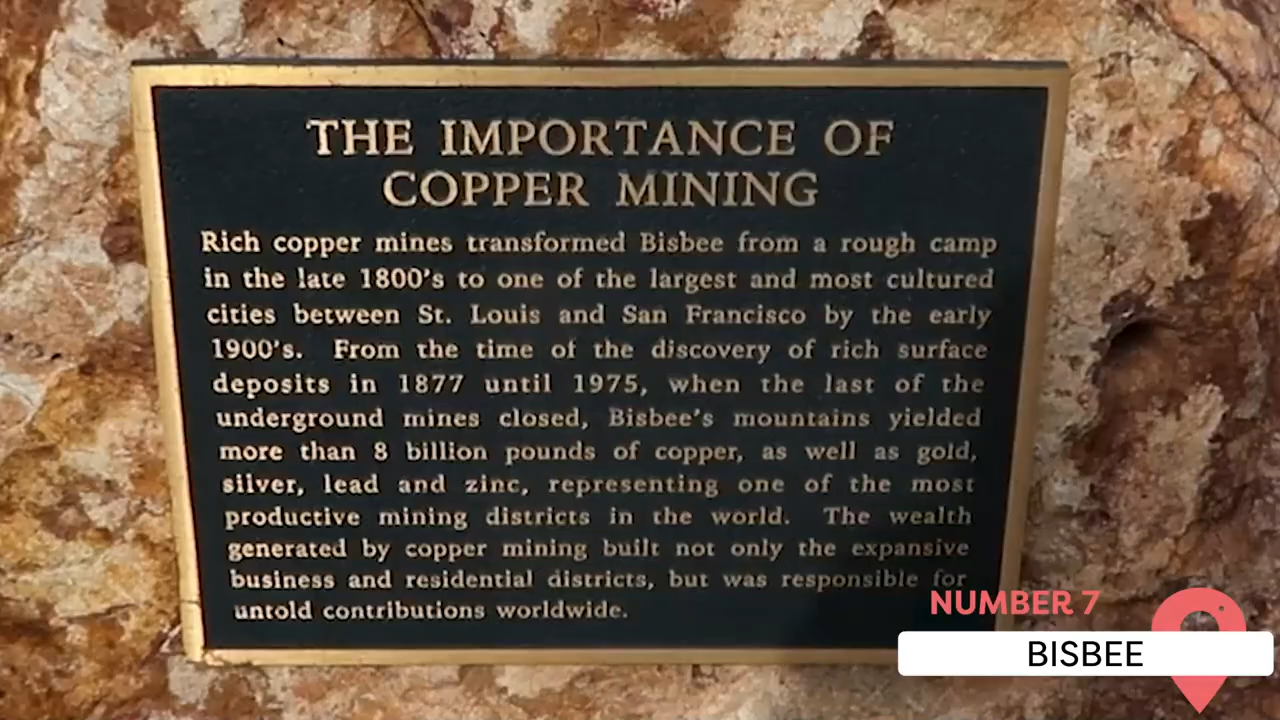 THE IMPORTANCE OF
COPPER MINING
Rich copper mines transformed Bisbee from a rough camp
in the late 1800's to one of the largest and most cultured
cities between St. Louis and San Francisco by the early
1900's. From the time of the discovery of rich surface
deposits in 1877 until 1975, when the last of the
underground mines closed, Bisbee's mountains yielded
more than 8 billion pounds of copper, as well as gold,
silver, lead and zinc, representing one of the most
productive mining districts in the world. The wealth
generated by copper mining built not only the expansive
business and residential districts, but was responsible for
untold contributions worldwide.
NUMBER 7
BISBEE